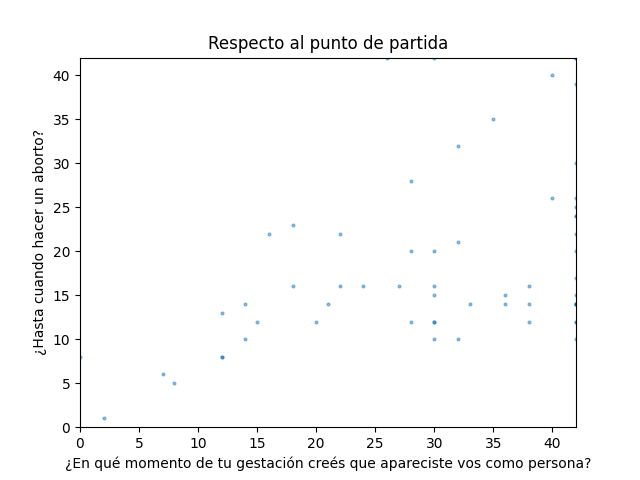 Respecto al punto de partida
40
35
30
25
20
15
10
5
0
¿Hasta cuando hacer un aborto?
0 5 10 15 20 25 30 35 40
¿En qué momento de tu gestación creés que apareciste vos como persona?